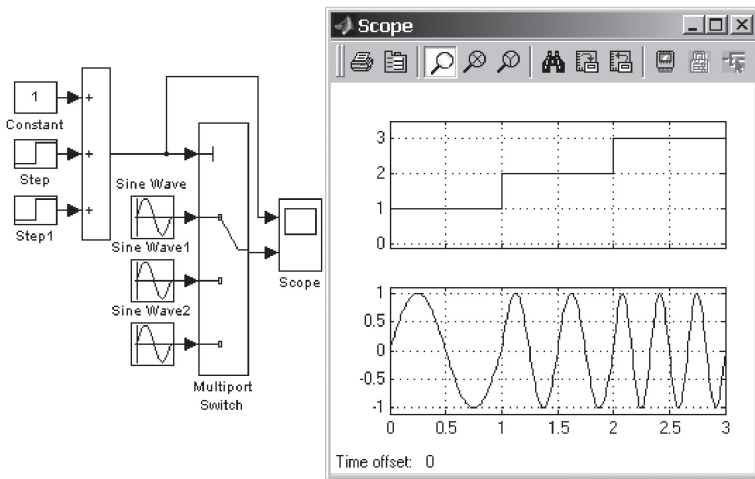 1
Constant
+
+
+
Step
Step1
Sine Wave
Sine Wave1
Sine Wave2
Multiport
Switch
Scope
Scope
3
2
1
0
1
0.5
0
-0.5
-1
0 0.5 1 1.5 2 2.5 3
Time offset: 0